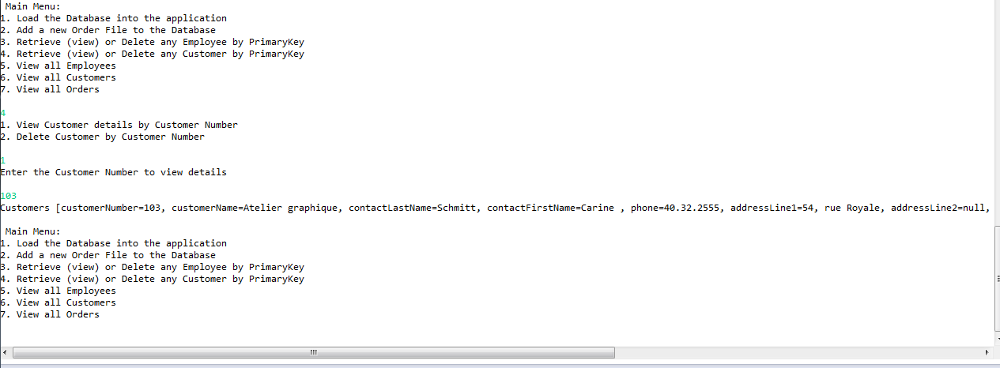 Main Menu:
1. Load the Database into the application
2. Add a new Order File to the Database
3. Retrieve (view) or Delete any Employee by PrimaryKey
4. Retrieve (view) or Delete any Customer by PrimaryKey
5. View all Employees
6. View all Customers
7. View all Orders
4
1. View Customer details by Customer Number
2. Delete Customer by Customer Number
1
Enter the Customer Number to view details
103
Customers [customerNumber=103, customerName=Atelier graphique, contactLastName=Schmitt, contactFirstName=Carine , phone=40.32.2555, addressLine1=54, rue Royale, addressLine2=null,
Main Menu:
1. Load the Database into the application
2. Add a new Order File to the Database
3. Retrieve (view) or Delete any Employee by PrimaryKey
4. Retrieve (view) or Delete any Customer by PrimaryKey
5. View all Employees
6. View all Customers
7. View all Orders